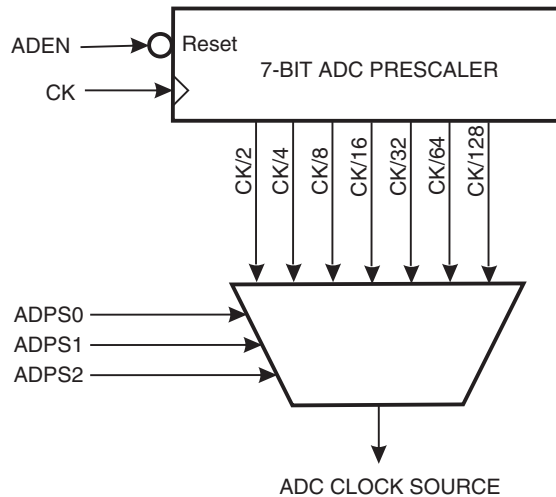 ADEN
Reset
7-BIT ADC PRESCALER
CK
CK/2
CK/4
CK/8
CK/16
CK/32
CK/64
CK/128
ADPS0
ADPS1
ADPS2
ADC CLOCK SOURCE